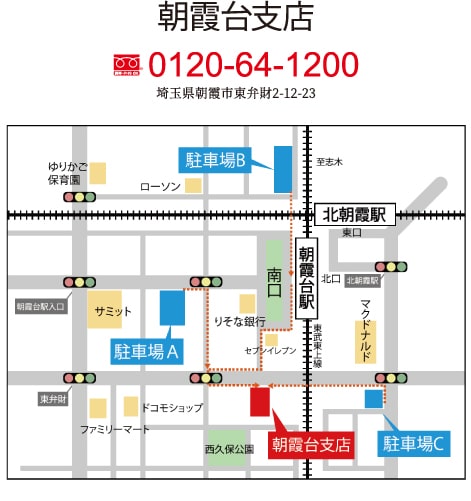 朝霞台支店
0120-64-1200
埼玉県朝霞市東弁財2-12-23
ゆりかご
保育園
ローソン
駐車場B
至志木
北朝霞駅
東口
朝霞台駅
南口
北口
北朝霞駅
朝霞台駅入口
サミット
駐車場A
りそな銀行
セブンイレブン
東武東上線
マクドナルド
東弁財
ファミリーマート
ドコモショップ
西久保公園
朝霞台支店
駐車場C